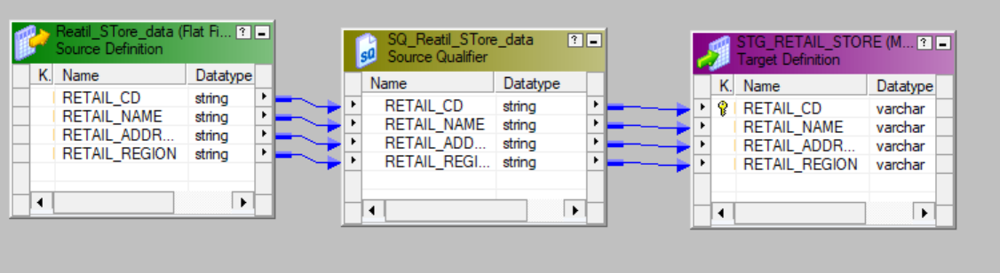 Reatil_STore_data (Flat Fi... ?
Source Definition
K. Name Datatype
RETAIL_CD string
RETAIL_NAME string
RETAIL_ADDR... string
RETAIL_REGION string
SQ
SQ_Reatil_STore_data ?
Source Qualifier
Name Datatype
RETAIL_CD string
RETAIL_NAME string
RETAIL_ADD... string
RETAIL_REGI... string
STG_RETAIL_STORE (M... ?
Target Definition
K. Name Datatype
RETAIL_CD varchar
RETAIL_NAME varchar
RETAIL_ADDR... varchar
RETAIL_REGION varchar